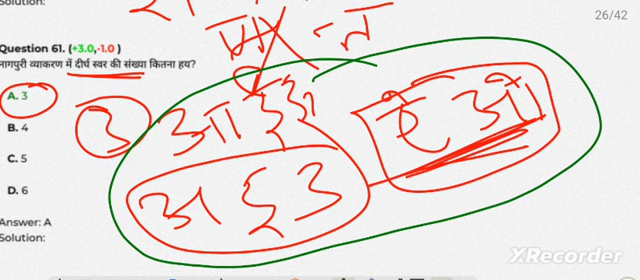 Solution:
26/42
Question 61. (+3.0,-1.0 )
नागपुरी व्याकरण में दीर्घ स्वर की संख्या कितना हय?
A. 3
B. 4
C. 5
D. 6
3
अ इ उ
Answer: A
Solution:
XRecorder